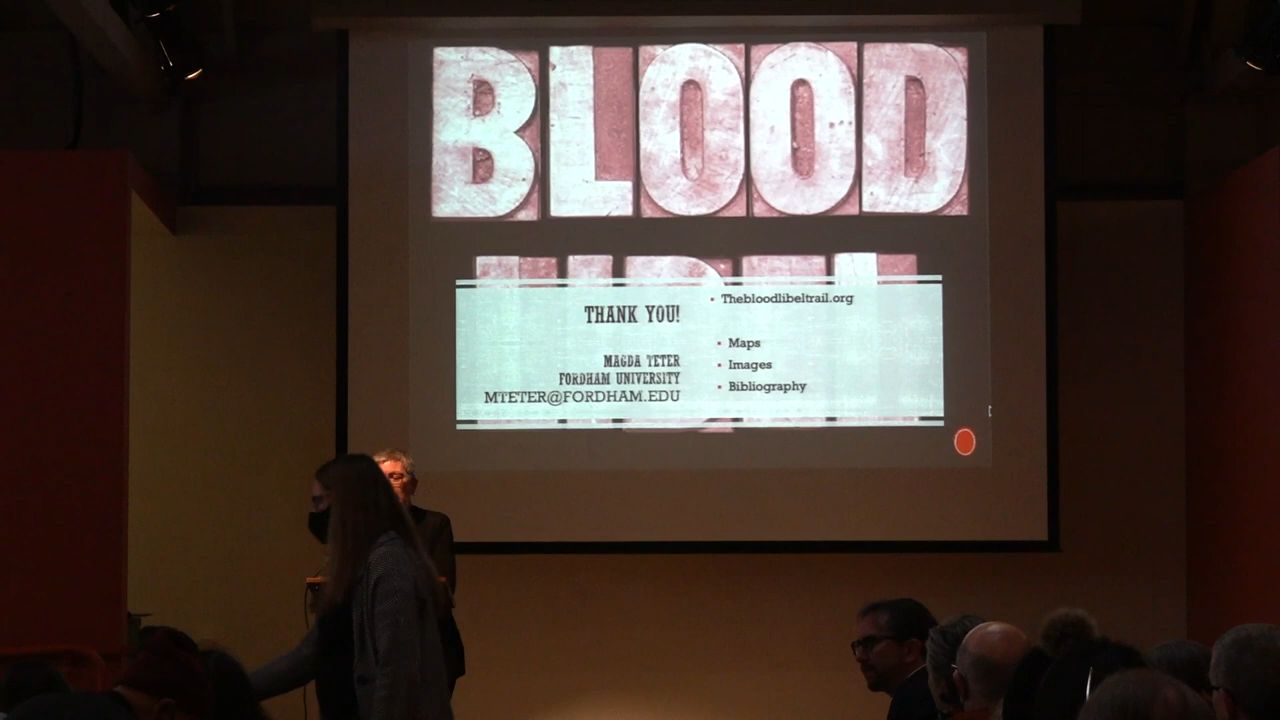 BLOOD
THANK YOU!
MAGDA TETER
FORDHAM UNIVERSITY
MTETER@FORDHAM.EDU
Thebloodlibeltrail.org
Maps
Images
Bibliography